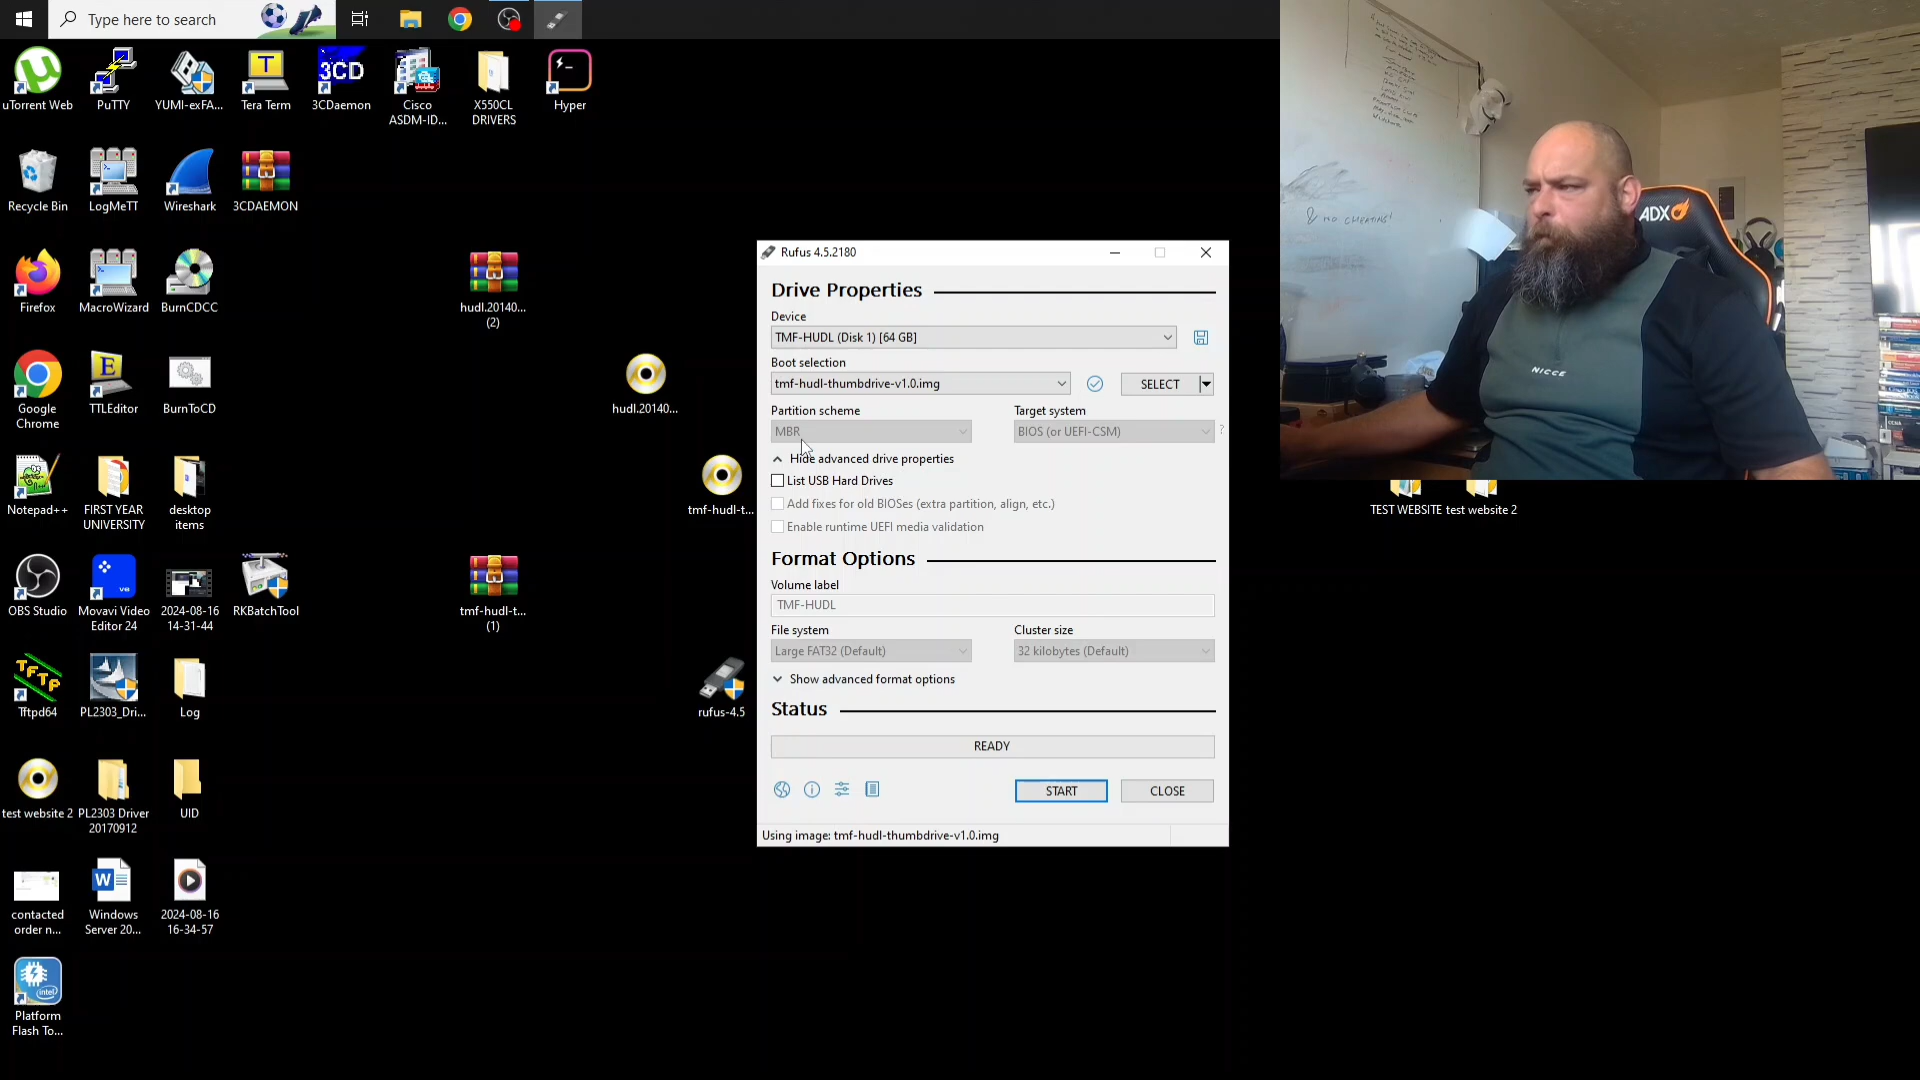 Type here to search
uTorrent Web
PuTTY
YUMI-exFA...
Tera Term
3CD
3CDaemon
Cisco
ASDM-ID...
X550CL
DRIVERS
Hyper
Recycle Bin
LogMeTT
Wireshark
3CDAEMON
Firefox
MacroWizard
BurnCDCC
hudl.20140...
(2)
Google
Chrome
TTLEditor
BurnToCD
hudl.20140...
Notepad++
FIRST YEAR
UNIVERSITY
desktop
items
tmf-hudl-t...
OBS Studio
Movavi Video
Editor 24
2024-08-16
14-31-44
RKBatchTool
tmf-hudl-t...
(1)
Tftpd64
PL2303_Dri...
Log
rufus-4.5
test website 2
PL2303 Driver
20170912
UID
contacted
order n...
Windows
Server 20...
2024-08-16
16-34-57
intel
Platform
Flash To...
Rufus 4.5.2180
Drive Properties
Device
TMF-HUDL (Disk 1) [64 GB]
Boot selection
tmf-hudl-thumbdrive-v1.0.img
SELECT
Partition scheme
Target system
MBR
BIOS (or UEFI-CSM)
?
Hide advanced drive properties
List USB Hard Drives
Add fixes for old BIOSes (extra partition, align, etc.)
Enable runtime UEFI media validation
Format Options
Volume label
TMF-HUDL
File system
Cluster size
Large FAT32 (Default)
32 kilobytes (Default)
Show advanced format options
Status
READY
START
CLOSE
Using image: tmf-hudl-thumbdrive-v1.0.img
& NO CHEATING!
ADX
NICCE
TEST WEBSITE
test website 2